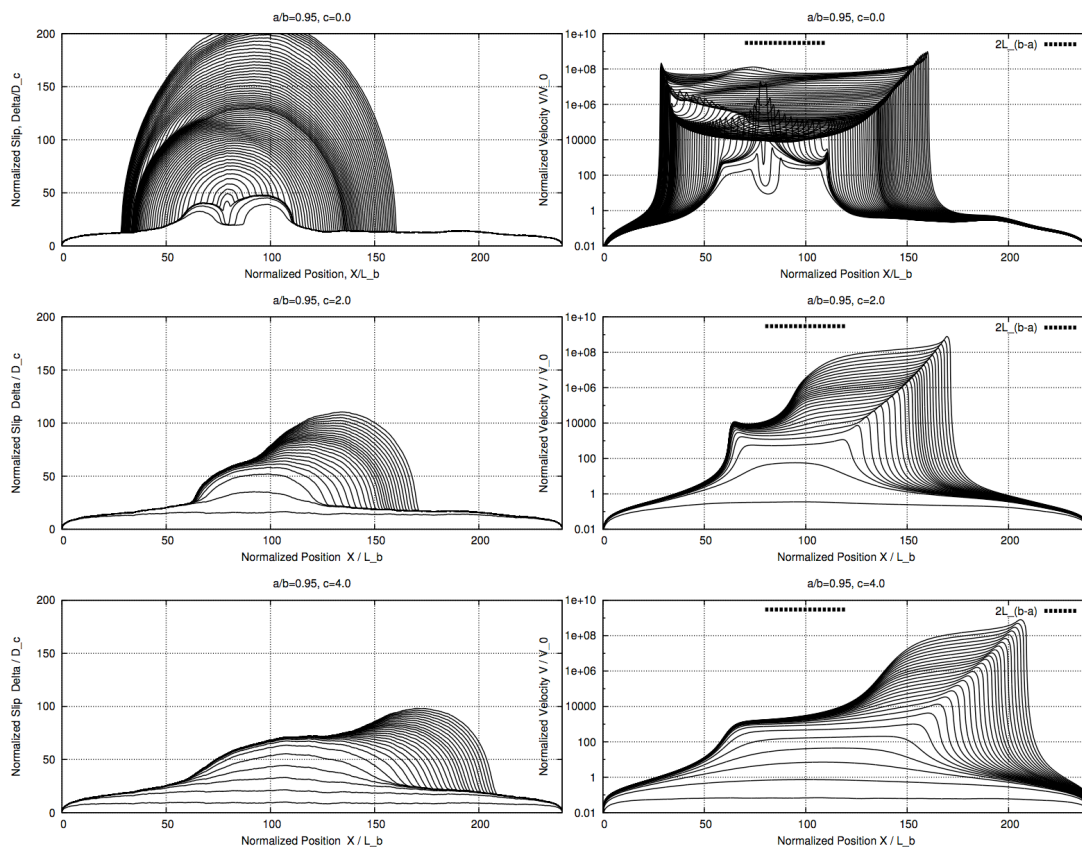 a/b=0.95, c=0.0
Normalized Slip, Delta/D_c
200
150
100
50
0
0 50 100 150 200
Normalized Position, X/L_b
a/b=0.95, c=0.0
Normalized Velocity V/V_0
1e+10
1e+08
1e+06
10000
100
1
0.01
2L_(b-a)
0 50 100 150 200
Normalized Position X/L_b
a/b=0.95, c=2.0
Normalized Slip Delta / D_c
200
150
100
50
0
0 50 100 150 200
Normalized Position X / L_b
a/b=0.95, c=2.0
Normalized Velocity V / V_0
1e+10
1e+08
1e+06
10000
100
1
0.01
2L_(b-a)
0 50 100 150 200
Normalized Position X / L_b
a/b=0.95, c=4.0
Normalized Slip Delta / D_c
200
150
100
50
0
0 50 100 150 200
Normalized Position X / L_b
a/b=0.95, c=4.0
Normalized Velocity V / V_0
1e+10
1e+08
1e+06
10000
100
1
0.01
2L_(b-a)
0 50 100 150 200
Normalized Position X / L_b